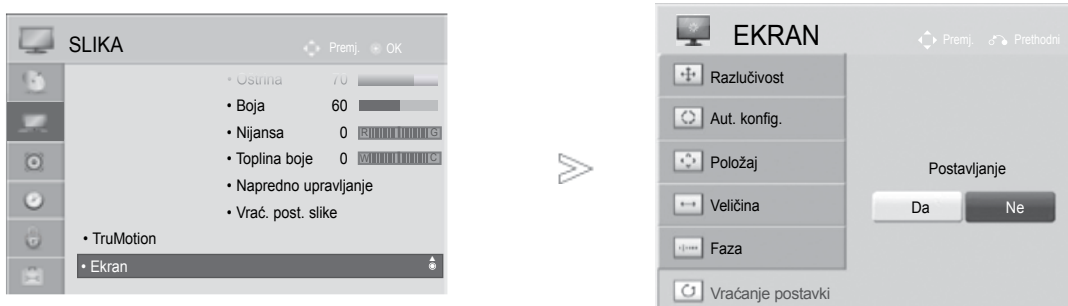 SLIKA
Premj. OK
• Oštrina 70
• Boja 60
• Nijansa 0 R G
• Toplina boje 0 W C
• Napredno upravljanje
• Vrać. post. slike
• TruMotion
• Ekran
EKRAN
Premj. Prethodni
Razlučivost
Aut. konfig.
Položaj
Veličina
Faza
Vraćanje postavki
Postavljanje
Da Ne